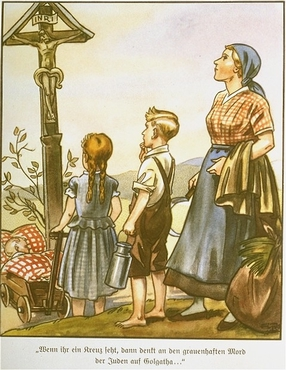 INRI
„Wenn ihr ein Kreuz seht, dann denkt an den grauenhaften Mord
der Juden auf Golgatha...“